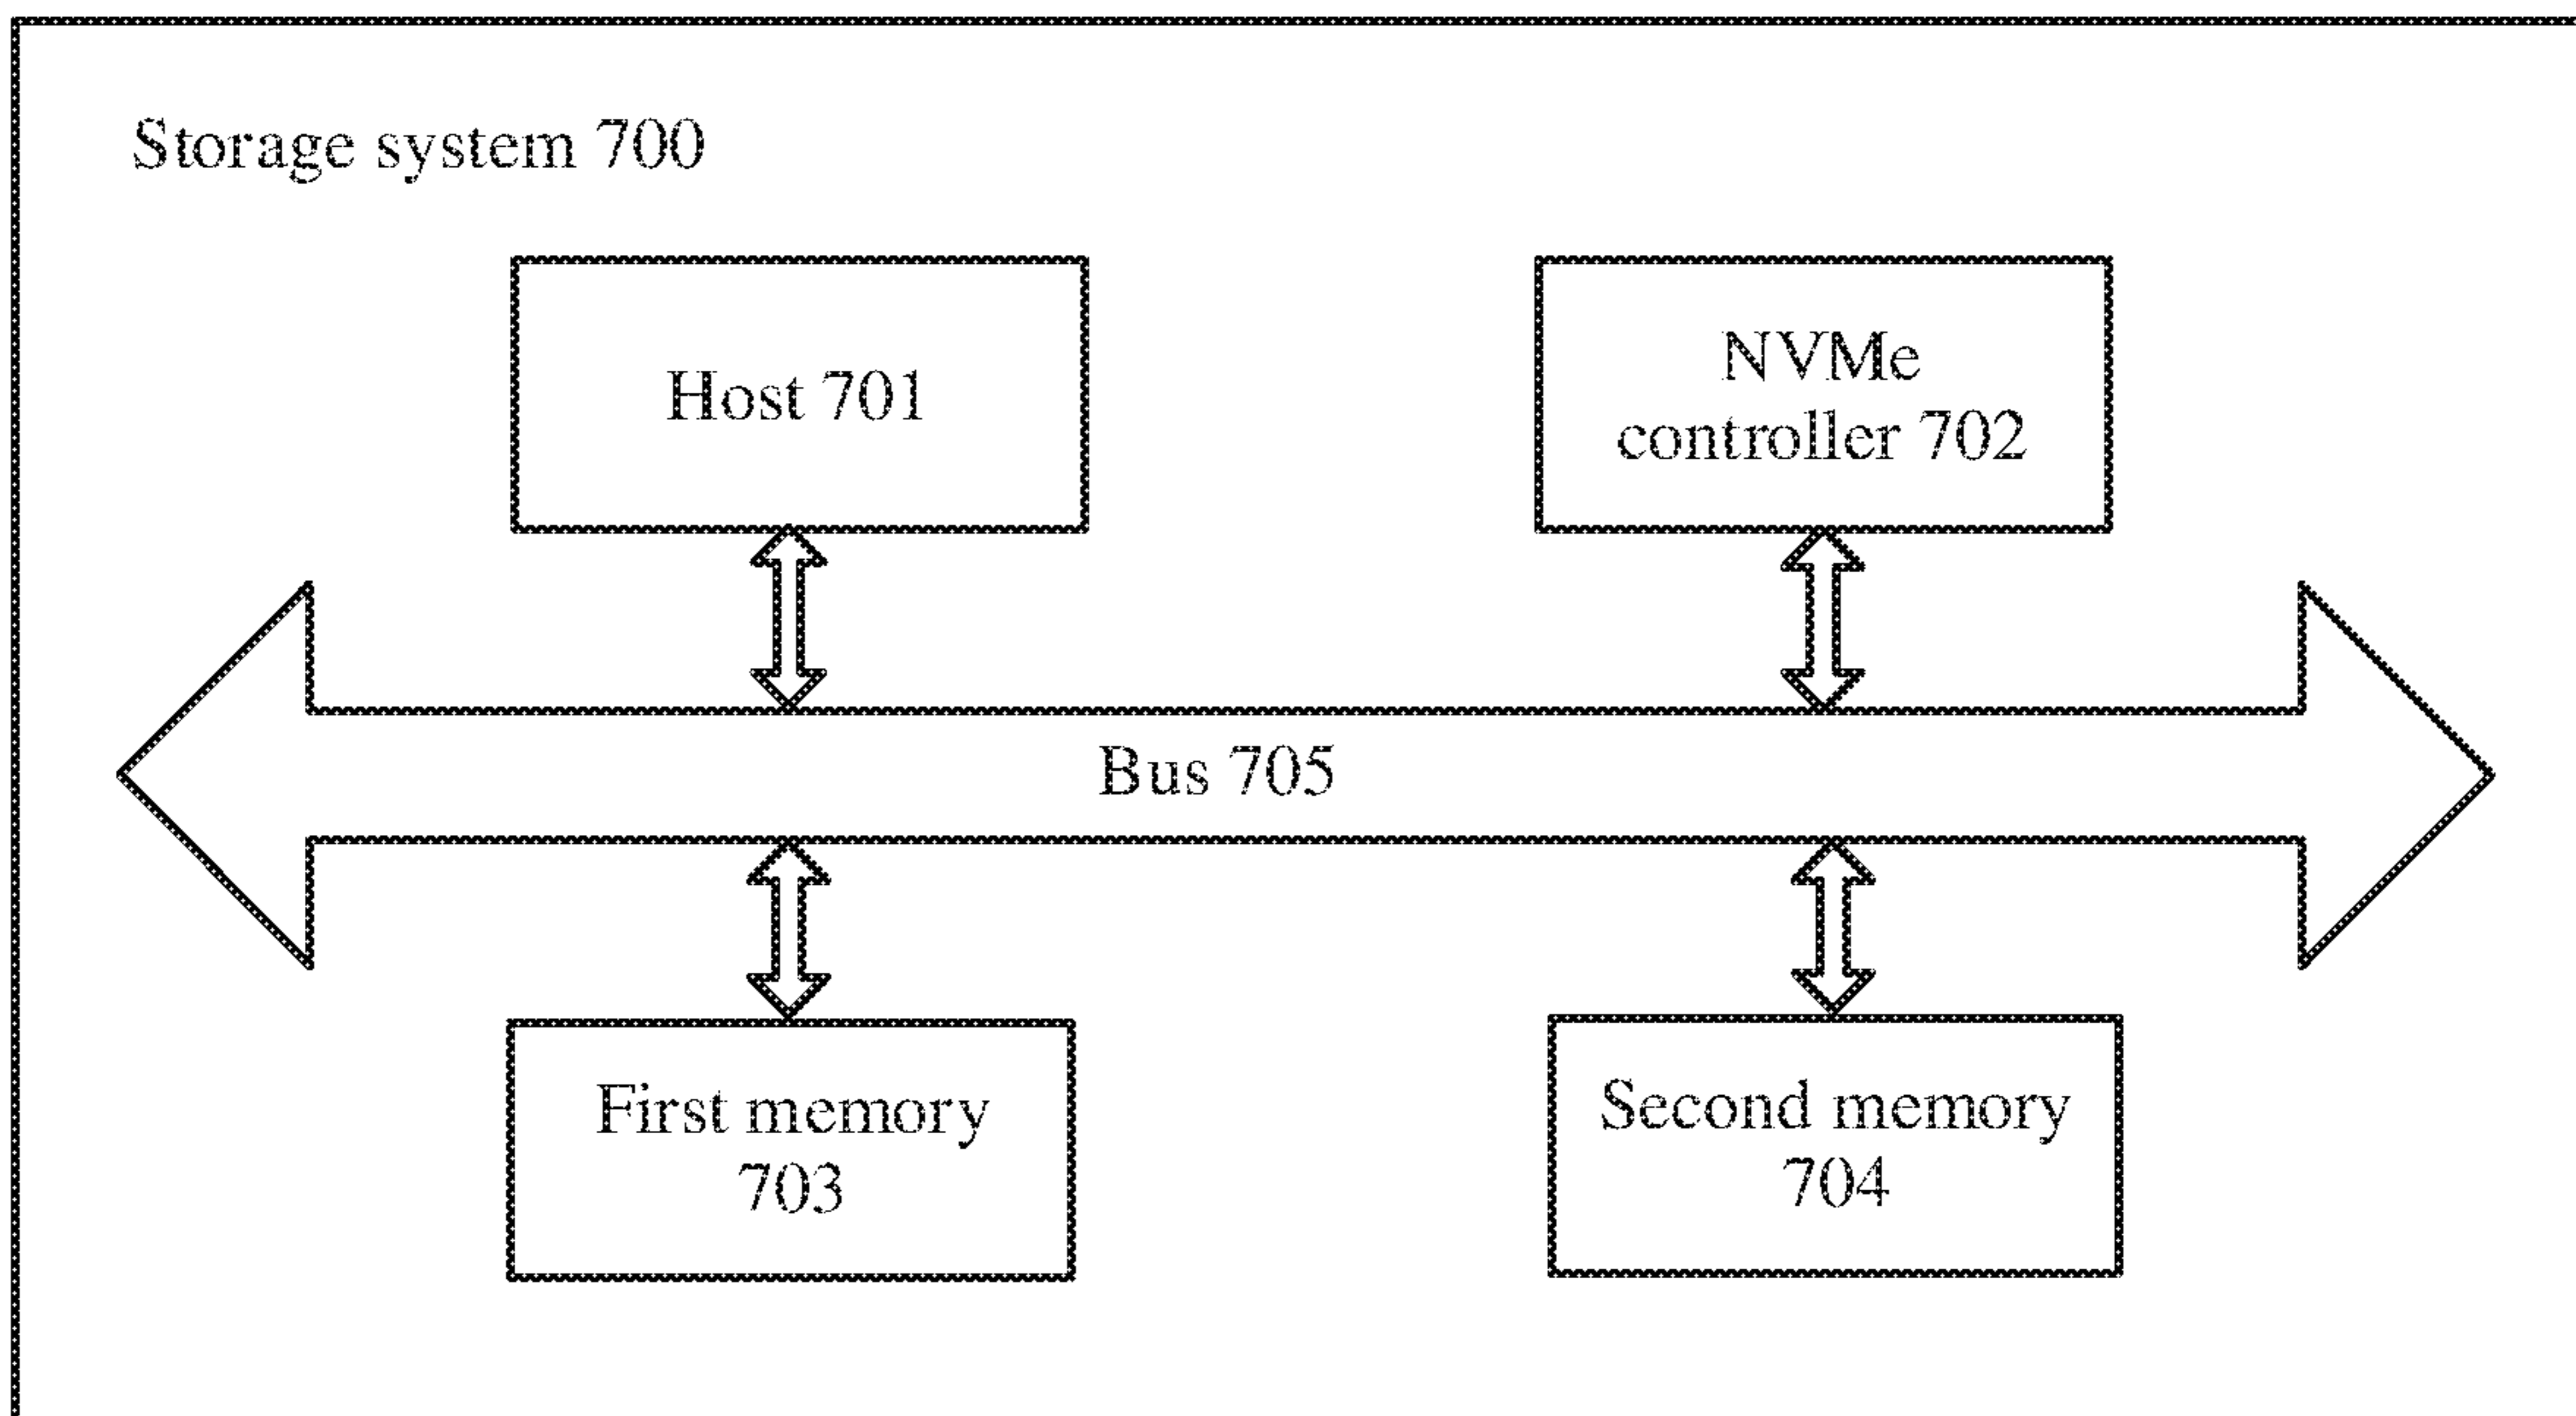 Storage system 700
Host 701
NVMe
controller 702
Bus 705
First memory
703
Second memory
704